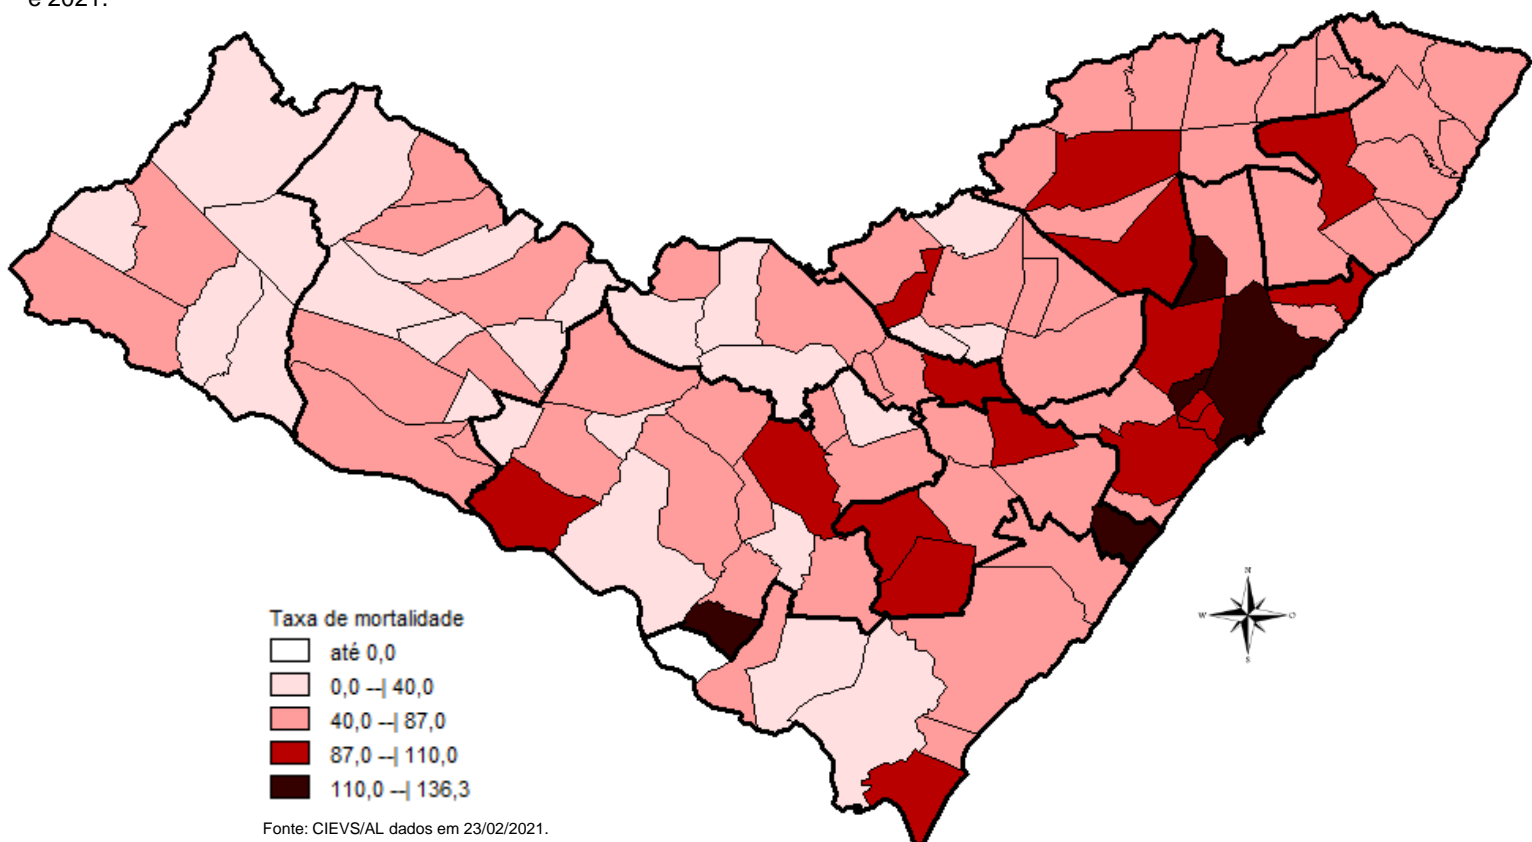 e 2021.
N
W
O
S
Taxa de mortalidade
até 0,0
0,0 --| 40,0
40,0 --| 87,0
87,0 --| 110,0
110,0 --| 136,3
Fonte: CIEVS/AL dados em 23/02/2021.